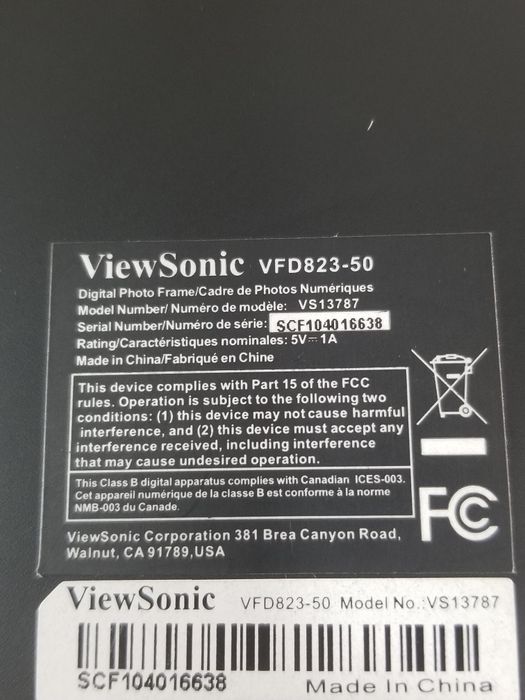 ViewSonic VFD823-50
Digital Photo Frame/Cadre de Photos Numériques
Model Number/ Numéro de modèle: VS13787
Serial Number/Numéro de série: SCF104016638
Rating/Caractéristiques nominales: 5V⎓1A
Made in China/Fabriqué en Chine
This device complies with Part 15 of the FCC
rules. Operation is subject to the following two
conditions: (1) this device may not cause harmful
interference, and (2) this device must accept any
interference received, including interference
that may cause undesired operation.
This Class B digital apparatus complies with Canadian ICES-003.
Cet appareil numérique de la classe B est conforme à la norme
NMB-003 du Canade.
FC
ViewSonic Corporation 381 Brea Canyon Road,
Walnut, CA 91789,USA
ViewSonic VFD823-50 Model No.:VS13787
SCF104016638 Made In China